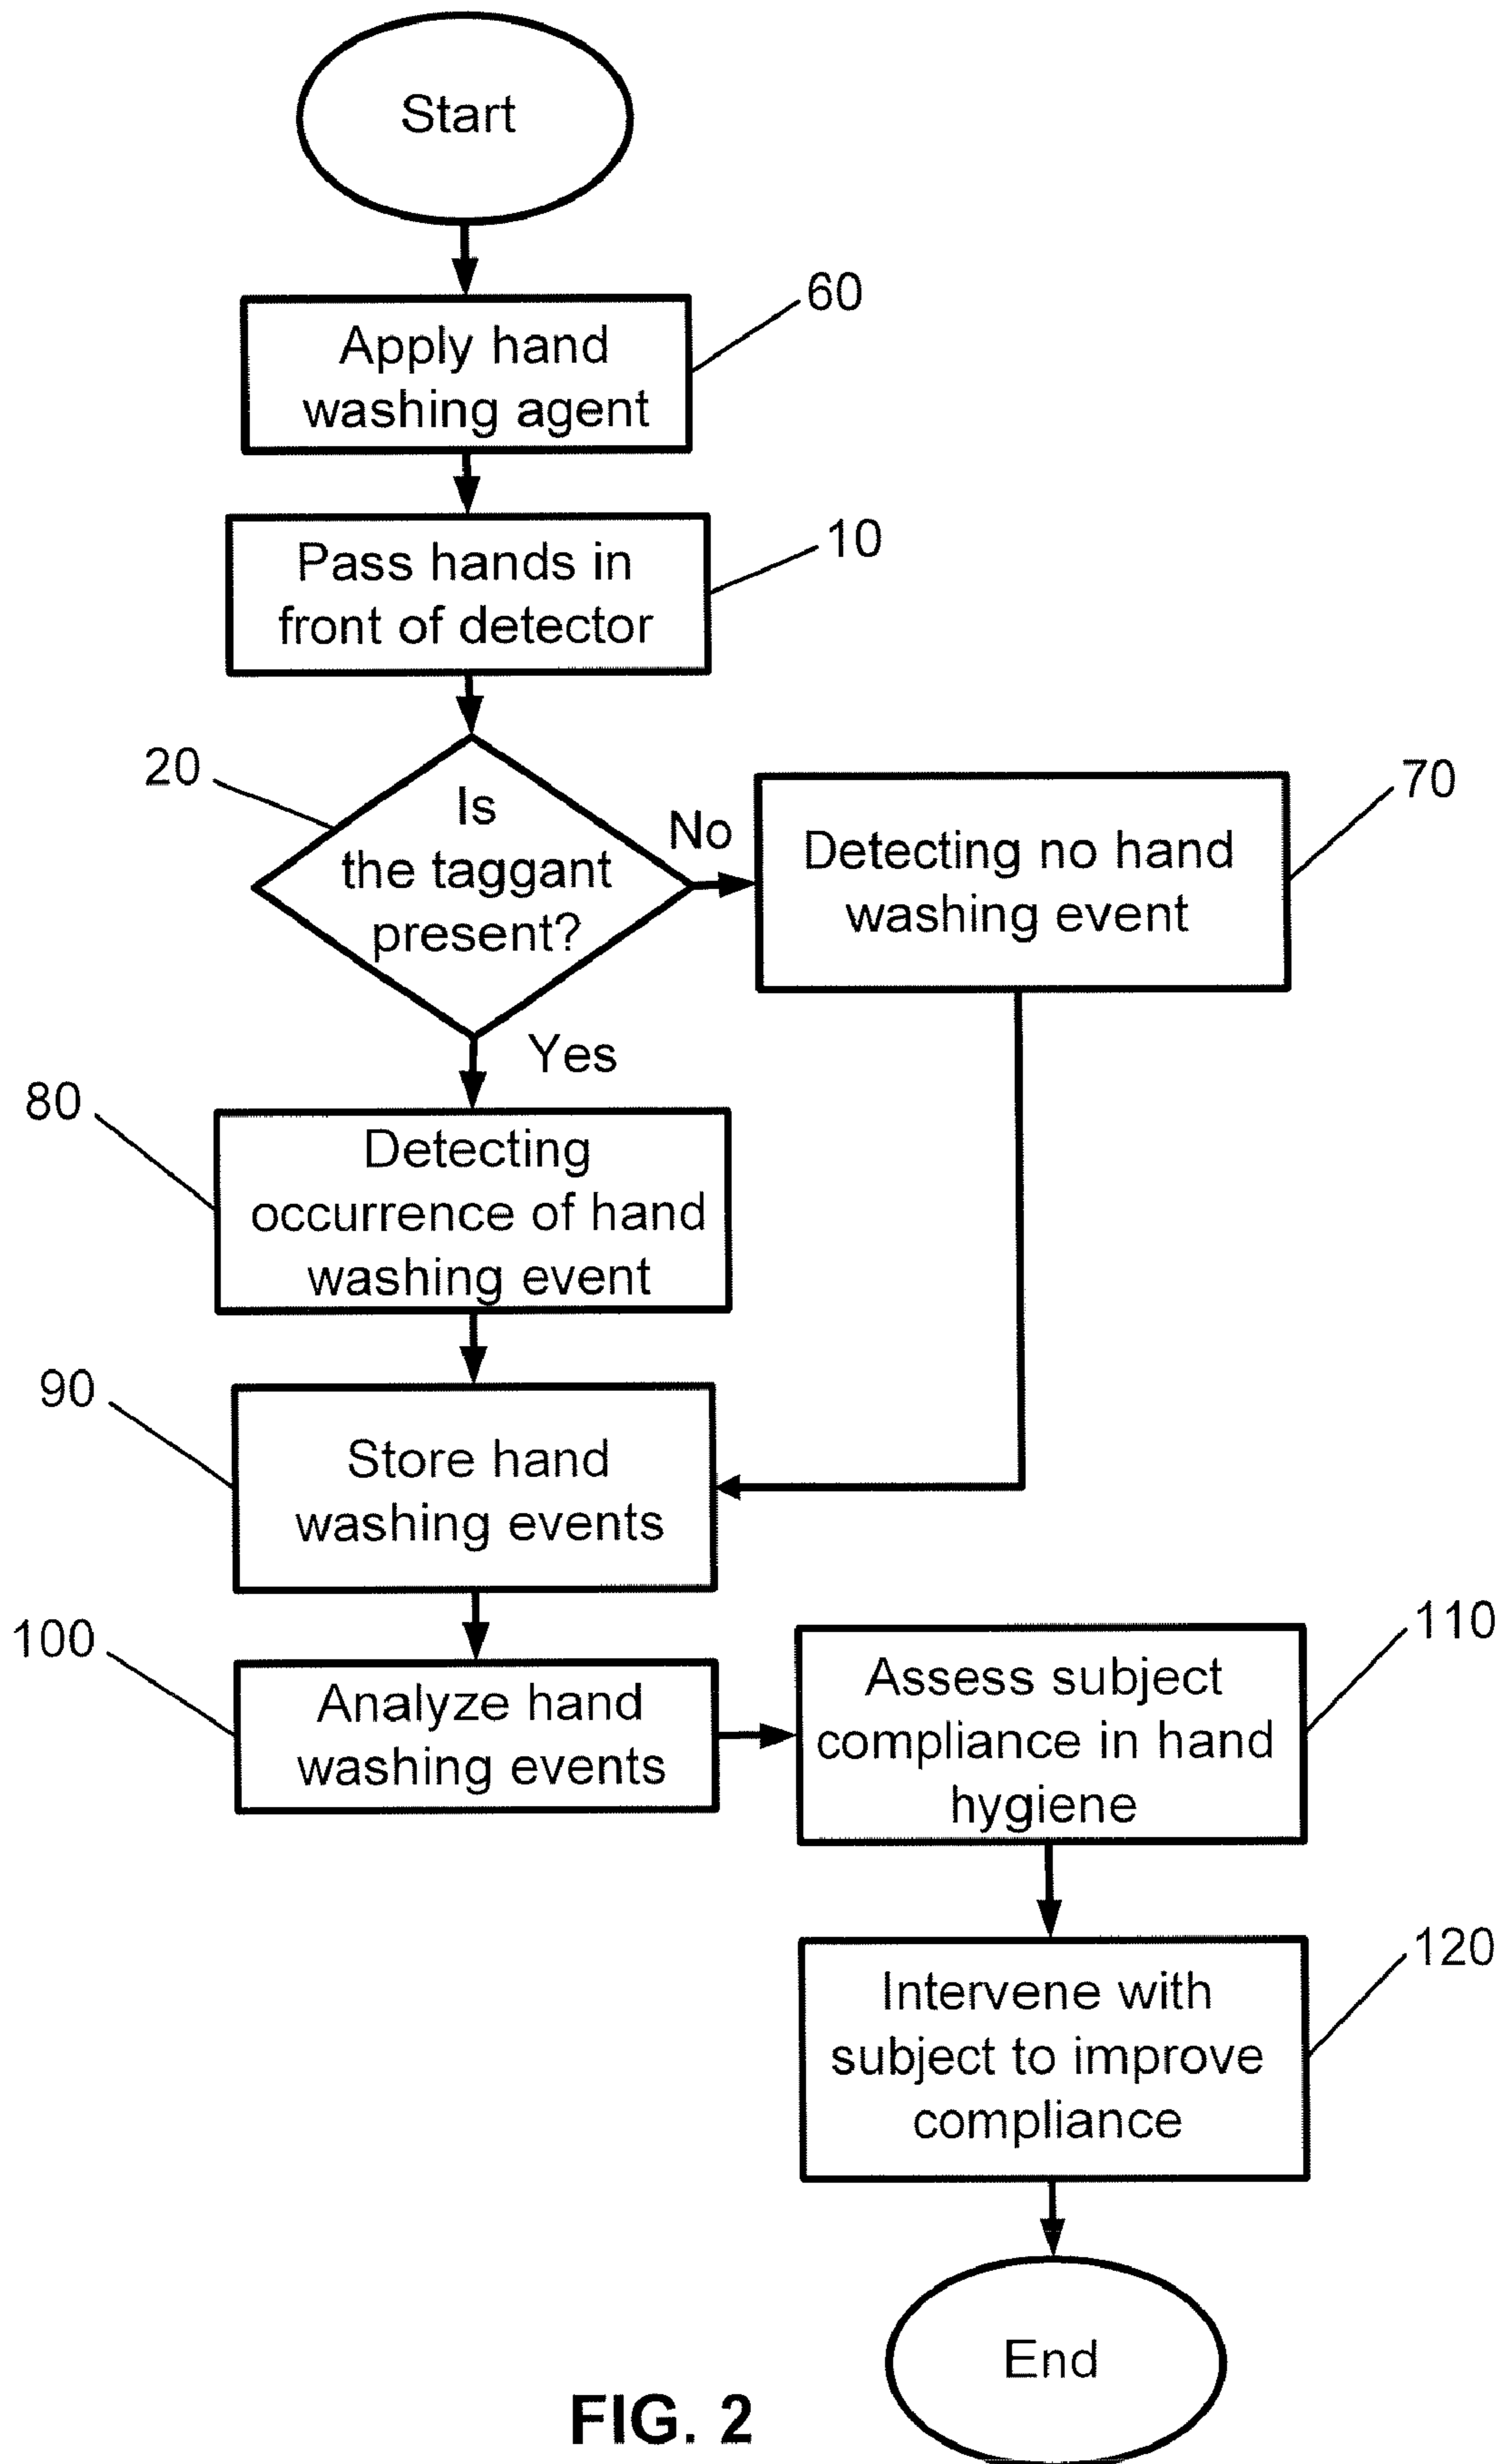 Start
60
Apply hand
washing agent
10
Pass hands in
front of detector
20
Is
the taggant
present?
No
70
Detecting no hand
washing event
Yes
80
Detecting
occurrence of hand
washing event
90
Store hand
washing events
100
Analyze hand
washing events
110
Assess subject
compliance in hand
hygiene
120
Intervene with
subject to improve
compliance
End
FIG. 2